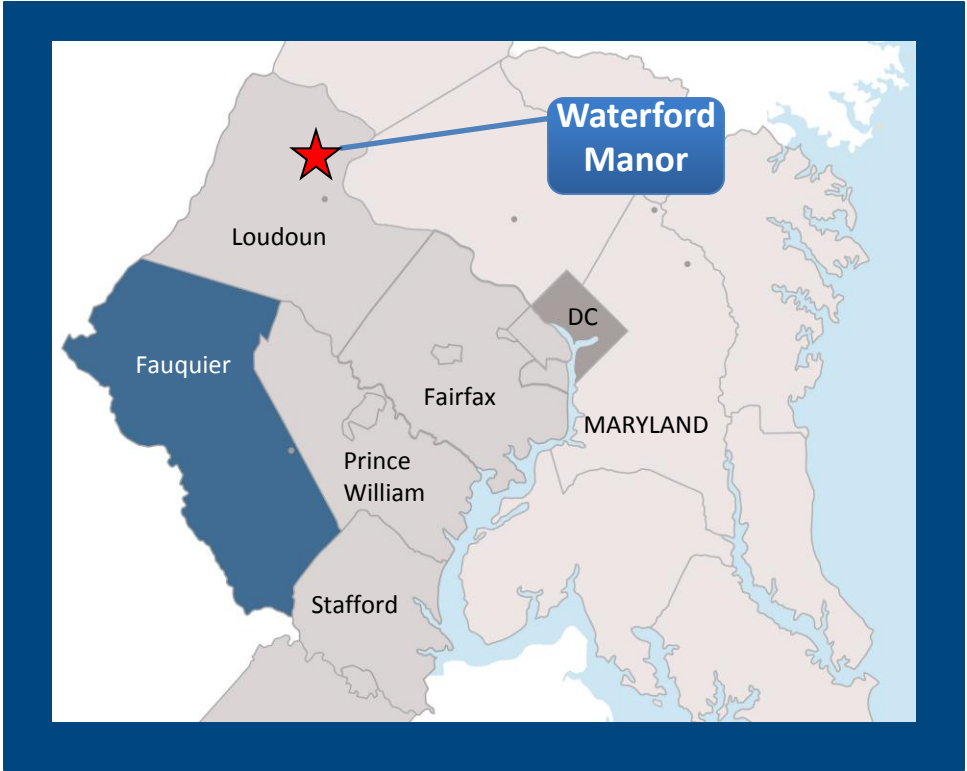 Waterford
Manor
Loudoun
DC
Fauquier
Fairfax
MARYLAND
Prince
William
Stafford